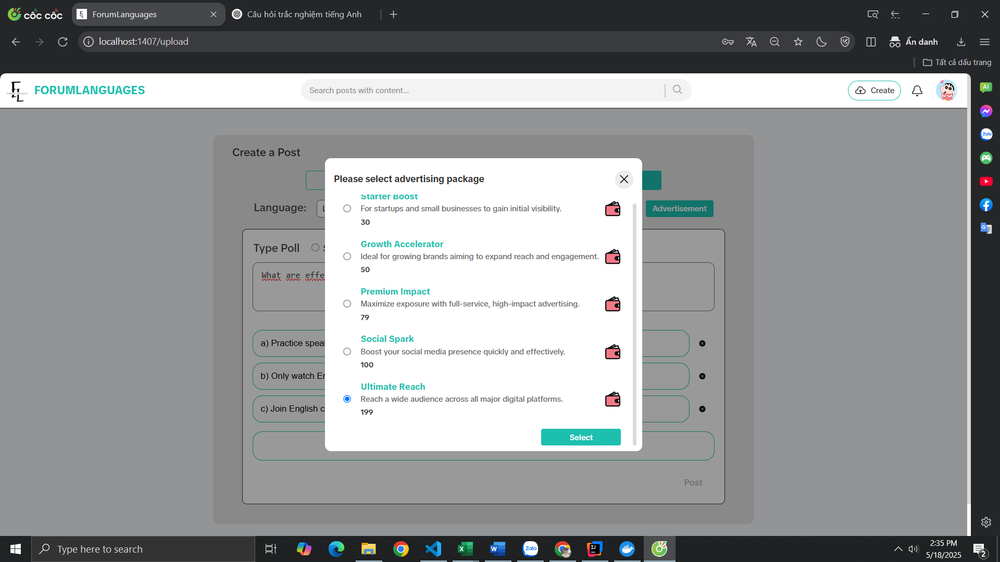 cốc cốc
ForumLanguages
Câu hỏi trắc nghiệm tiếng Anh
localhost:1407/upload
Ẩn danh
Tất cả dấu trang
FORUMLANGUAGES
Search posts with content...
Create
AI
Zalo
Create a Post
Please select advertising package
Starter Boost
For startups and small businesses to gain initial visibility.
30
Language:
Advertisement
Growth Accelerator
Ideal for growing brands aiming to expand reach and engagement.
50
Type Poll
What are effe
Premium Impact
Maximize exposure with full-service, high-impact advertising.
79
Social Spark
Boost your social media presence quickly and effectively.
100
a) Practice speal
b) Only watch En
c) Join English c
Ultimate Reach
Reach a wide audience across all major digital platforms.
199
Select
Post
Type here to search
Zalo
2:35 PM
5/18/2025
2